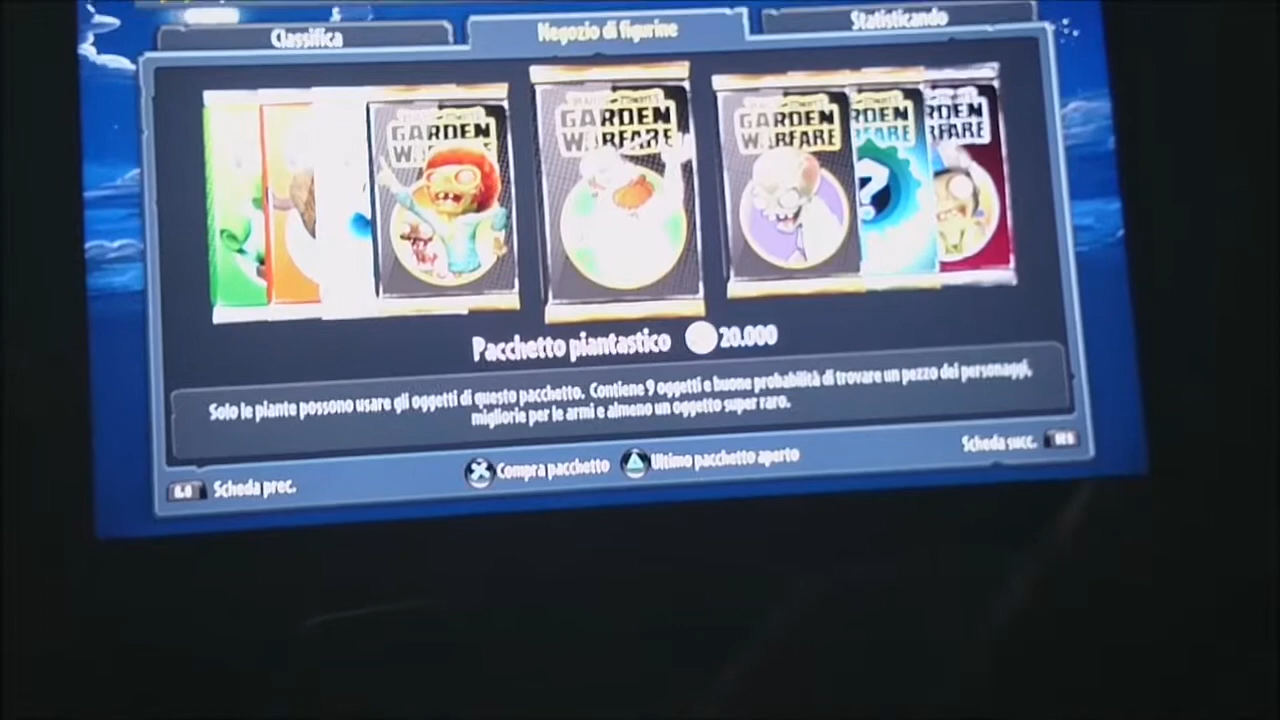 Classifica
Negozio di figurine
Statisticando
GARDEN
WARFARE
GARDEN
WARFARE
GARDEN
WARFARE
Pacchetto piantastico 20.000
Solo le piante possono usare gli oggetti di questo pacchetto. Contiene 9 oggetti e buone probabilità di trovare un pezzo dei personaggi,
migliorie per le armi e almeno un oggetto super raro.
Scheda prec.
Compra pacchetto
Ultimo pacchetto aperto
Scheda succ.